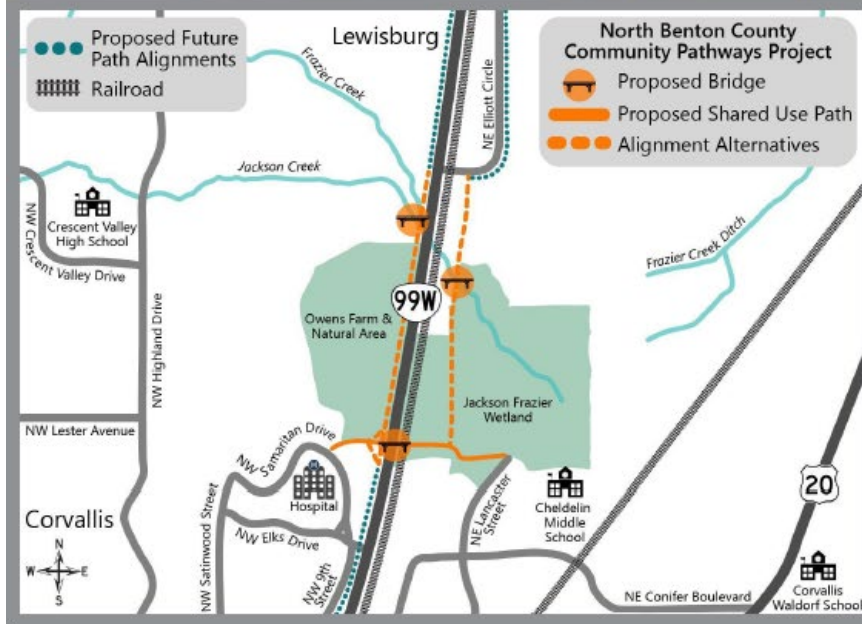 Proposed Future
Path Alignments
Railroad
Lewisburg
North Benton County
Community Pathways Project
Proposed Bridge
Proposed Shared Use Path
Alignment Alternatives
Frazier Creek
NE Elliott Circle
Jackson Creek
Crescent Valley
High School
NW Crescent Valley Drive
NW Highland Drive
Frazier Creek Ditch
99W
Owens Farm &
Natural Area
Jackson Frazier
Wetland
NW Lester Avenue
NW Samaritan Drive
H
Hospital
NW Satinwood Street
NW Elks Drive
NW 9th
Street
NE Lancaster
Street
Cheldelin
Middle
School
20
Corvallis
N
W E
S
NE Conifer Boulevard
Corvallis
Waldorf School